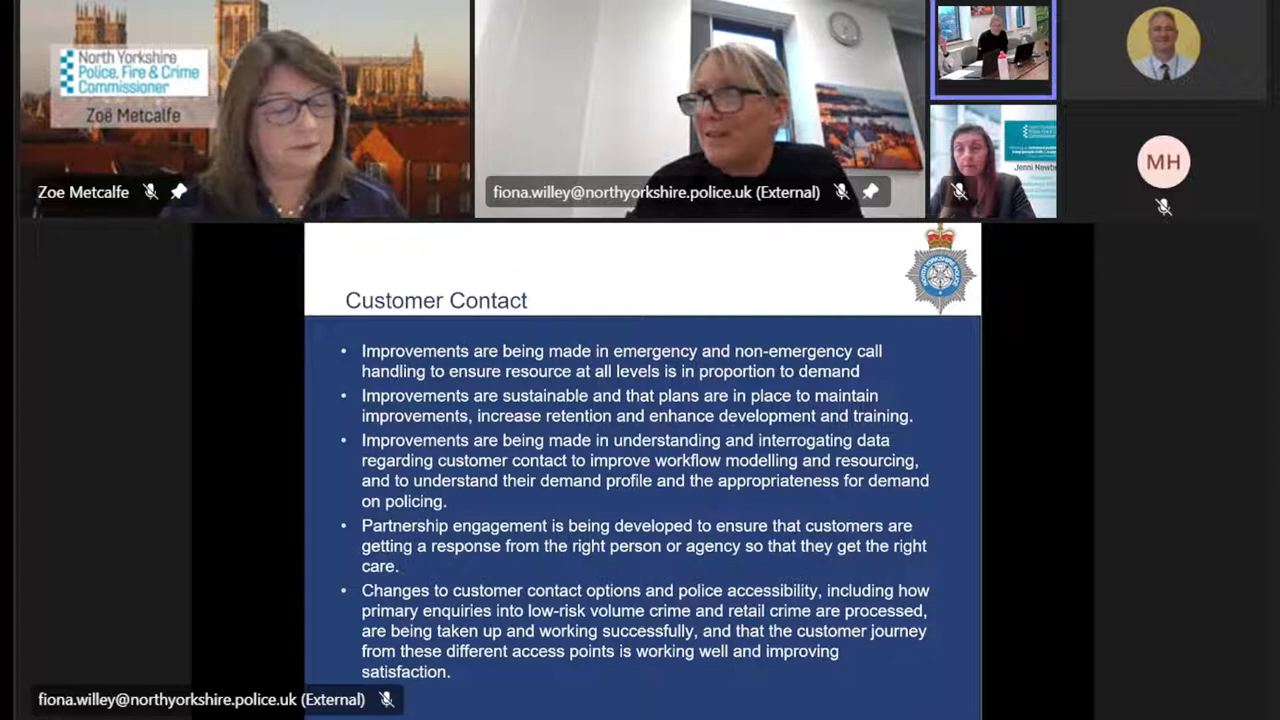 North Yorkshire
Police, Fire & Crime
Commissioner
Zoë Metcalfe
Zoe Metcalfe
fiona.willey@northyorkshire.police.uk (External)
Jenni Newb
MH
Customer Contact
• Improvements are being made in emergency and non-emergency call
handling to ensure resource at all levels is in proportion to demand
• Improvements are sustainable and that plans are in place to maintain
improvements, increase retention and enhance development and training.
• Improvements are being made in understanding and interrogating data
regarding customer contact to improve workflow modelling and resourcing,
and to understand their demand profile and the appropriateness for demand
on policing.
• Partnership engagement is being developed to ensure that customers are
getting a response from the right person or agency so that they get the right
care.
• Changes to customer contact options and police accessibility, including how
primary enquiries into low-risk volume crime and retail crime are processed,
are being taken up and working successfully, and that the customer journey
from these different access points is working well and improving
satisfaction.
fiona.willey@northyorkshire.police.uk (External)